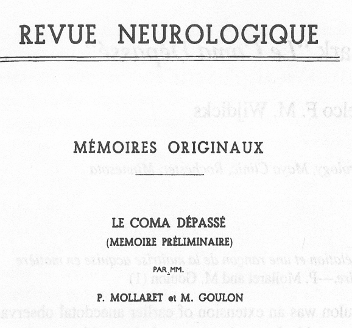 REVUE NEUROLOGIQUE
MÉMOIRES ORIGINAUX
LE COMA DÉPASSÉ
(MEMOIRE PRÉLIMINAIRE)
PAR MM.
P. MOLLARET et M. GOULON